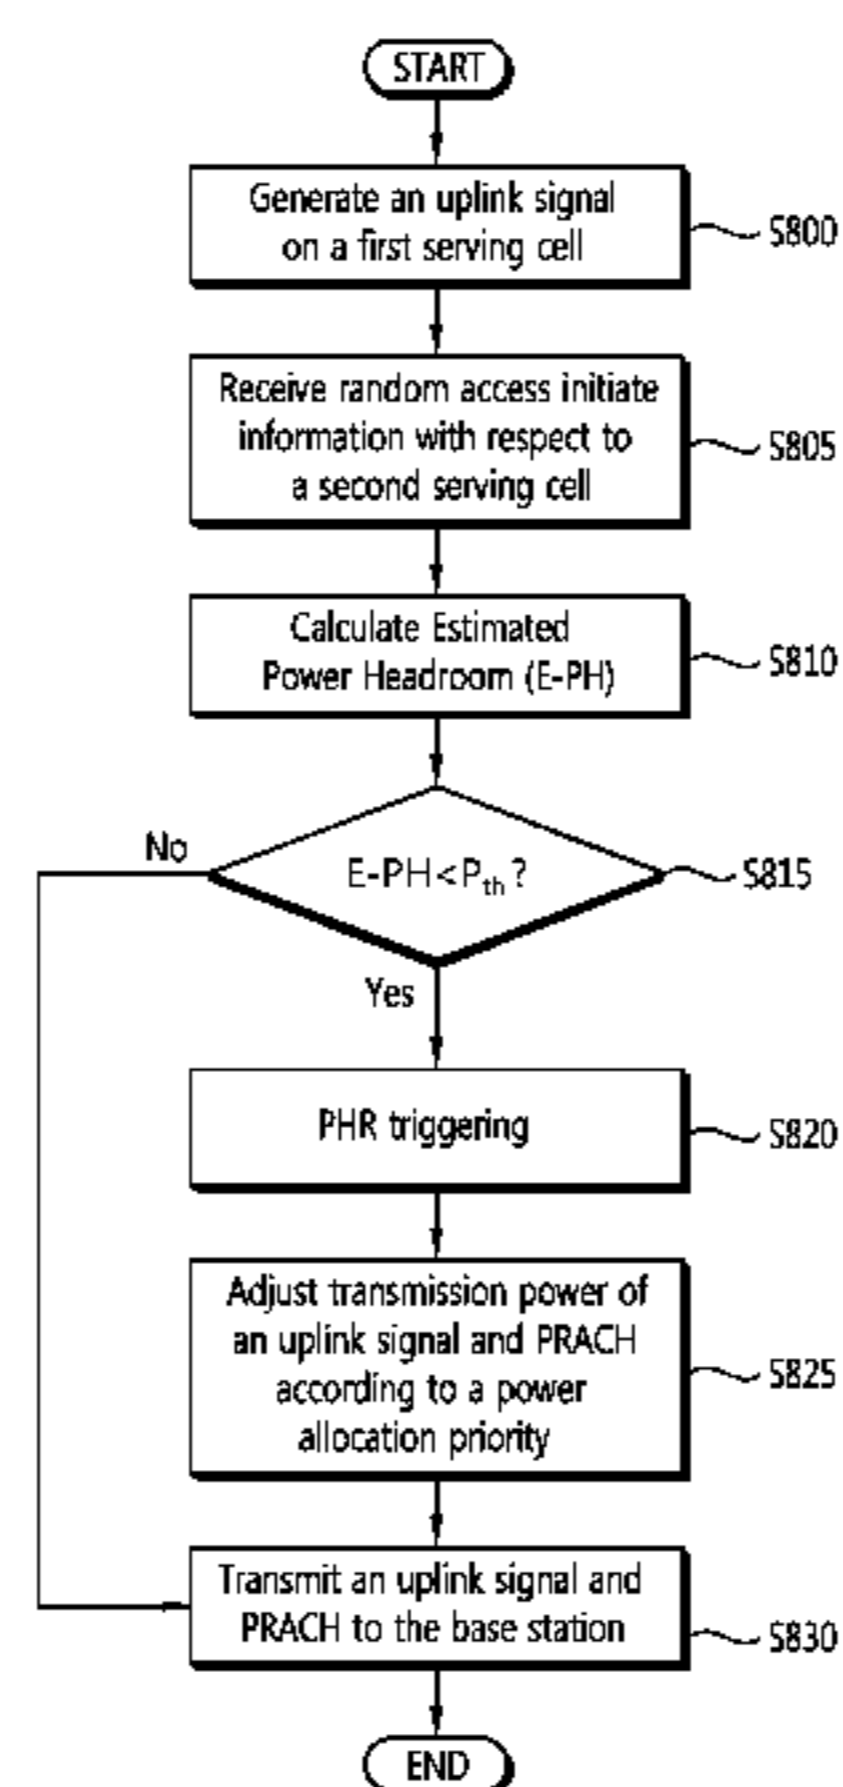 START
Generate an uplink signal
on a first serving cell
S800
Receive random access initiate
information with respect to
a second serving cell
S805
Calculate Estimated
Power Headroom (E-PH)
S810
No
E-PH<Pth?
S815
Yes
PHR triggering
S820
Adjust transmission power of
an uplink signal and PRACH
according to a power
allocation priority
S825
Transmit an uplink signal and
PRACH to the base station
S830
END